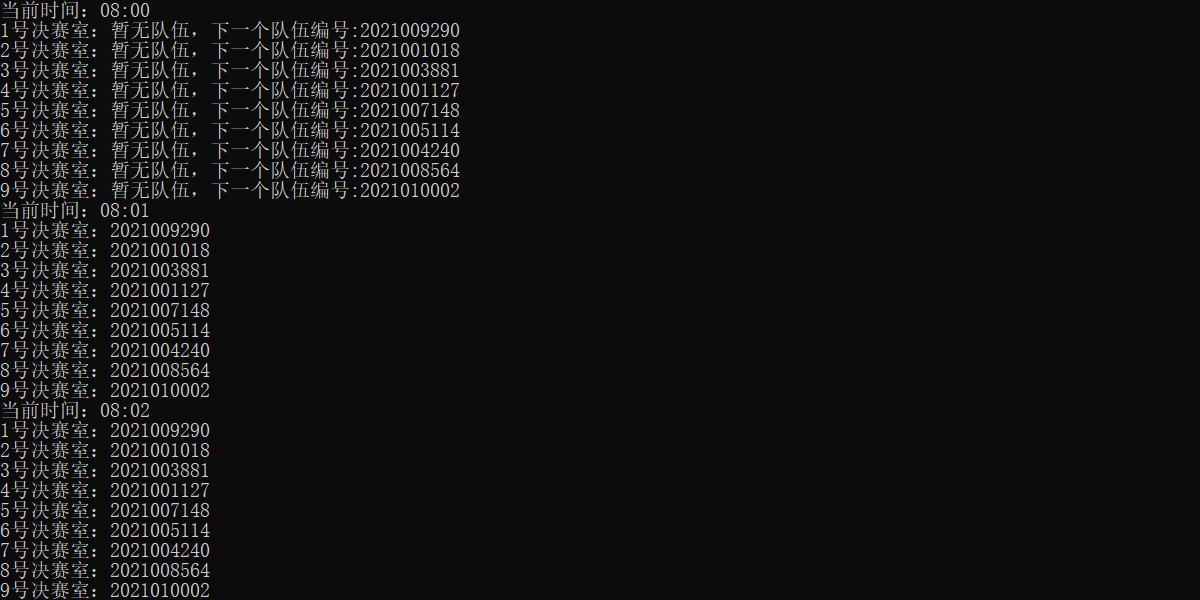 当前时间：08:00
1号决赛室：暂无队伍，下一个队伍编号:2021009290
2号决赛室：暂无队伍，下一个队伍编号:2021001018
3号决赛室：暂无队伍，下一个队伍编号:2021003881
4号决赛室：暂无队伍，下一个队伍编号:2021001127
5号决赛室：暂无队伍，下一个队伍编号:2021007148
6号决赛室：暂无队伍，下一个队伍编号:2021005114
7号决赛室：暂无队伍，下一个队伍编号:2021004240
8号决赛室：暂无队伍，下一个队伍编号:2021008564
9号决赛室：暂无队伍，下一个队伍编号:2021010002
当前时间：08:01
1号决赛室：2021009290
2号决赛室：2021001018
3号决赛室：2021003881
4号决赛室：2021001127
5号决赛室：2021007148
6号决赛室：2021005114
7号决赛室：2021004240
8号决赛室：2021008564
9号决赛室：2021010002
当前时间：08:02
1号决赛室：2021009290
2号决赛室：2021001018
3号决赛室：2021003881
4号决赛室：2021001127
5号决赛室：2021007148
6号决赛室：2021005114
7号决赛室：2021004240
8号决赛室：2021008564
9号决赛室：2021010002